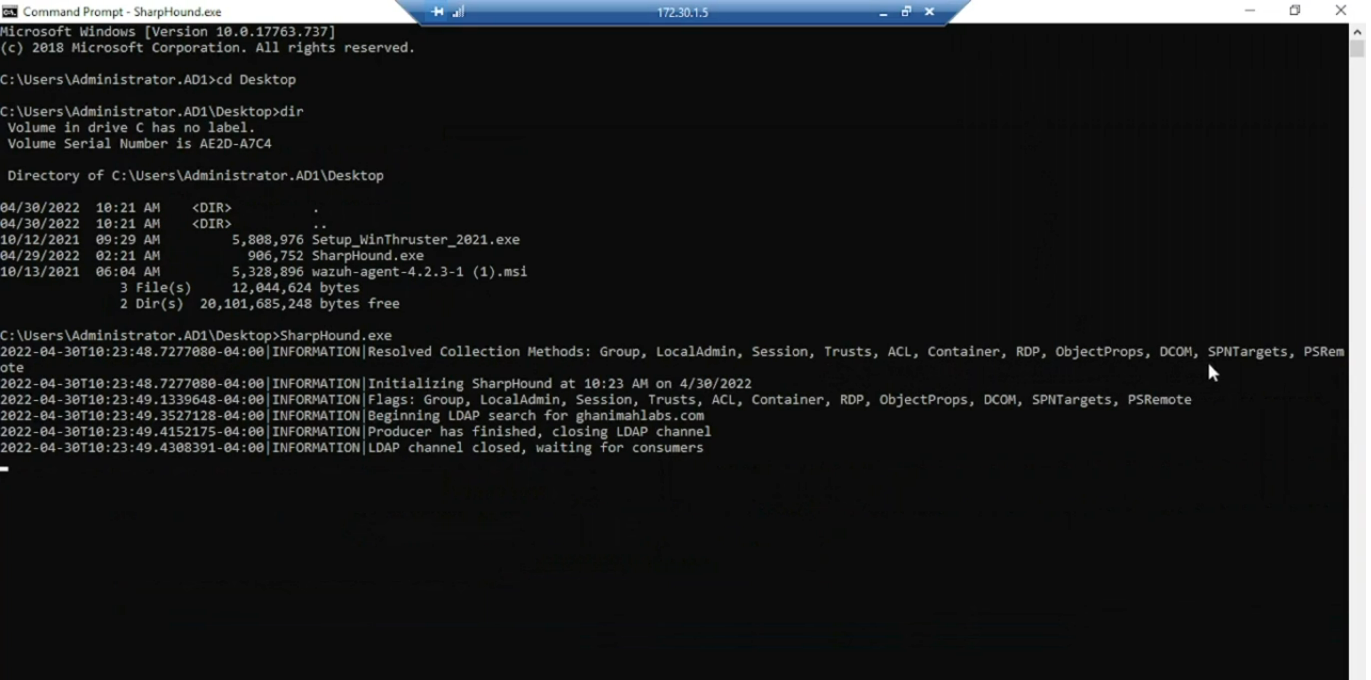 Command Prompt - SharpHound.exe
172.30.1.5
Microsoft Windows [Version 10.0.17763.737]
(c) 2018 Microsoft Corporation. All rights reserved.
C:\Users\Administrator.AD1>cd Desktop
C:\Users\Administrator.AD1\Desktop>dir
 Volume in drive C has no label.
 Volume Serial Number is AE2D-A7C4
 Directory of C:\Users\Administrator.AD1\Desktop
04/30/2022  10:21 AM    <DIR>          .
04/30/2022  10:21 AM    <DIR>          ..
10/12/2021  09:29 AM         5,808,976 Setup_WinThruster_2021.exe
04/29/2022  02:21 AM           906,752 SharpHound.exe
10/13/2021  06:04 AM         5,328,896 wazuh-agent-4.2.3-1 (1).msi
               3 File(s)     12,044,624 bytes
               2 Dir(s)  20,101,685,248 bytes free
C:\Users\Administrator.AD1\Desktop>SharpHound.exe
2022-04-30T10:23:48.7277080-04:00|INFORMATION|Resolved Collection Methods: Group, LocalAdmin, Session, Trusts, ACL, Container, RDP, ObjectProps, DCOM, SPNTargets, PSRem
ote
2022-04-30T10:23:48.7277080-04:00|INFORMATION|Initializing SharpHound at 10:23 AM on 4/30/2022
2022-04-30T10:23:49.1339648-04:00|INFORMATION|Flags: Group, LocalAdmin, Session, Trusts, ACL, Container, RDP, ObjectProps, DCOM, SPNTargets, PSRemote
2022-04-30T10:23:49.3527128-04:00|INFORMATION|Beginning LDAP search for ghanimahlabs.com
2022-04-30T10:23:49.4152175-04:00|INFORMATION|Producer has finished, closing LDAP channel
2022-04-30T10:23:49.4308391-04:00|INFORMATION|LDAP channel closed, waiting for consumers